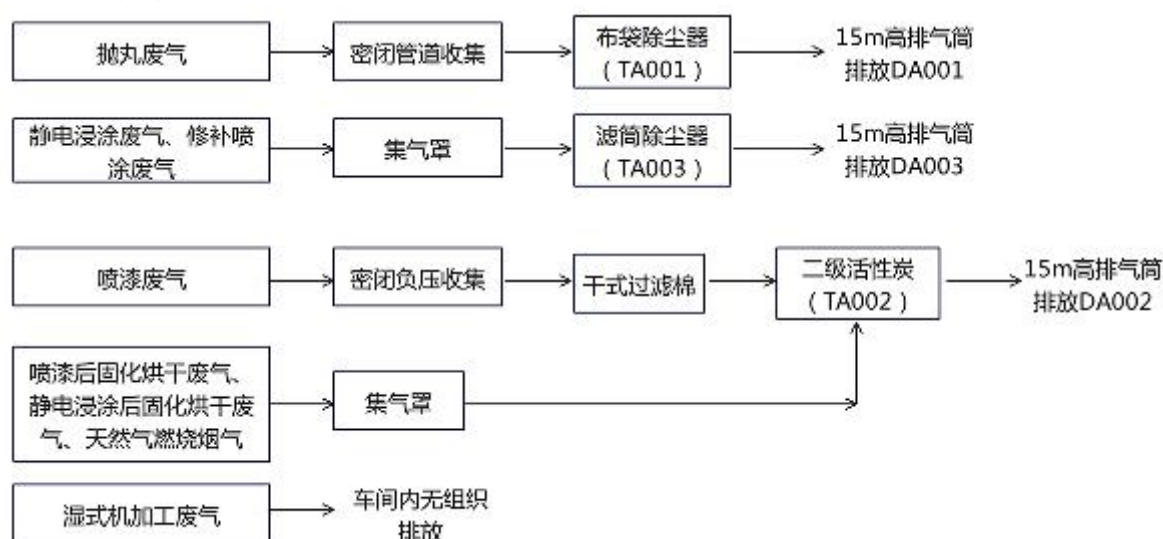 抛丸废气
密闭管道收集
布袋除尘器
（TA001）
15m高排气筒
排放DA001
静电浸涂废气、修补喷
涂废气
集气罩
滤筒除尘器
（TA003）
15m高排气筒
排放DA003
喷漆废气
密闭负压收集
干式过滤棉
二级活性炭
（TA002）
15m高排气筒
排放DA002
喷漆后固化烘干废气、
静电浸涂后固化烘干废
气、天然气燃烧烟气
集气罩
湿式机加工废气
车间内无组织
排放